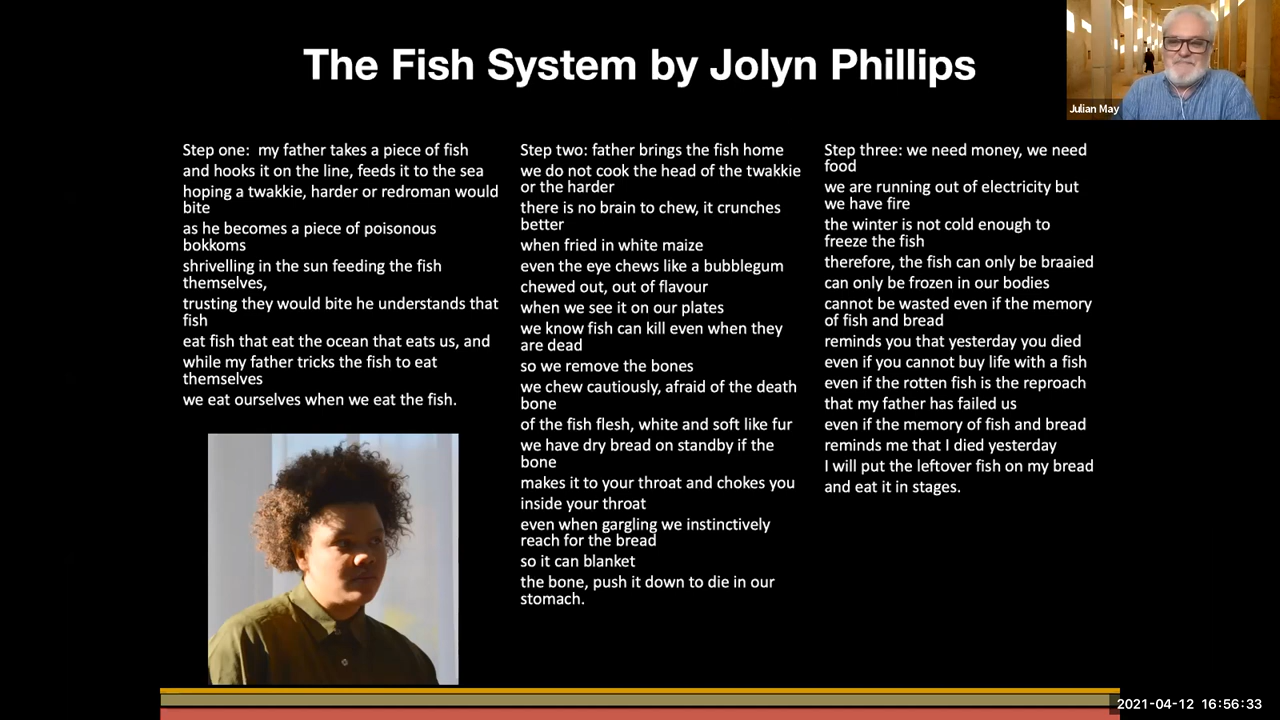 The Fish System by Jolyn Phillips
Julian May
Step one:  my father takes a piece of fish
and hooks it on the line, feeds it to the sea
hoping a twakkie, harder or redroman would
bite
as he becomes a piece of poisonous
bokkoms
shrivelling in the sun feeding the fish
themselves,
trusting they would bite he understands that
fish
eat fish that eat the ocean that eats us, and
while my father tricks the fish to eat
themselves
we eat ourselves when we eat the fish.
Step two: father brings the fish home
we do not cook the head of the twakkie
or the harder
there is no brain to chew, it crunches
better
when fried in white maize
even the eye chews like a bubblegum
chewed out, out of flavour
when we see it on our plates
we know fish can kill even when they
are dead
so we remove the bones
we chew cautiously, afraid of the death
bone
of the fish flesh, white and soft like fur
we have dry bread on standby if the
bone
makes it to your throat and chokes you
inside your throat
even when gargling we instinctively
reach for the bread
so it can blanket
the bone, push it down to die in our
stomach.
Step three: we need money, we need
food
we are running out of electricity but
we have fire
the winter is not cold enough to
freeze the fish
therefore, the fish can only be braaied
can only be frozen in our bodies
cannot be wasted even if the memory
of fish and bread
reminds you that yesterday you died
even if you cannot buy life with a fish
even if the rotten fish is the reproach
that my father has failed us
even if the memory of fish and bread
reminds me that I died yesterday
I will put the leftover fish on my bread
and eat it in stages.
2021-04-12 16:56:33